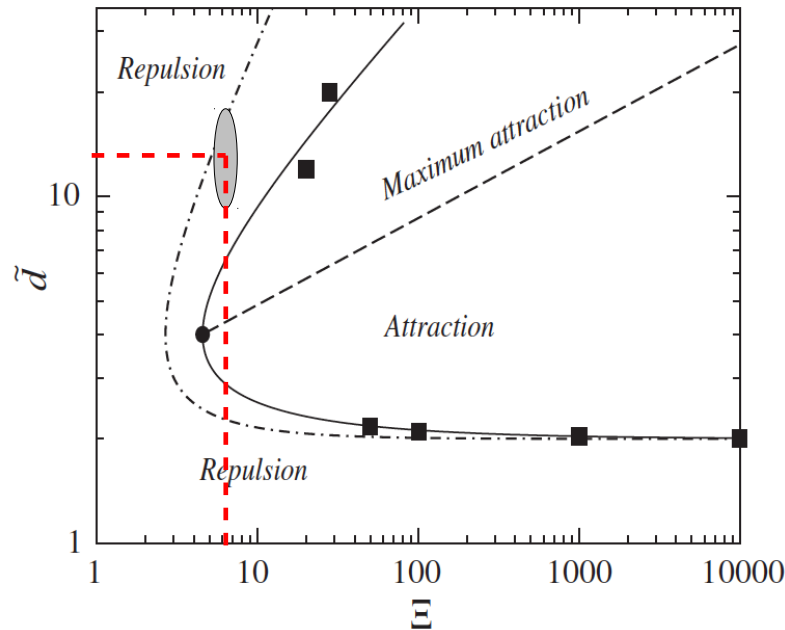 Repulsion
Maximum attraction
10
d̃
Attraction
Repulsion
1
1
10
100
1000
10000
Ξ